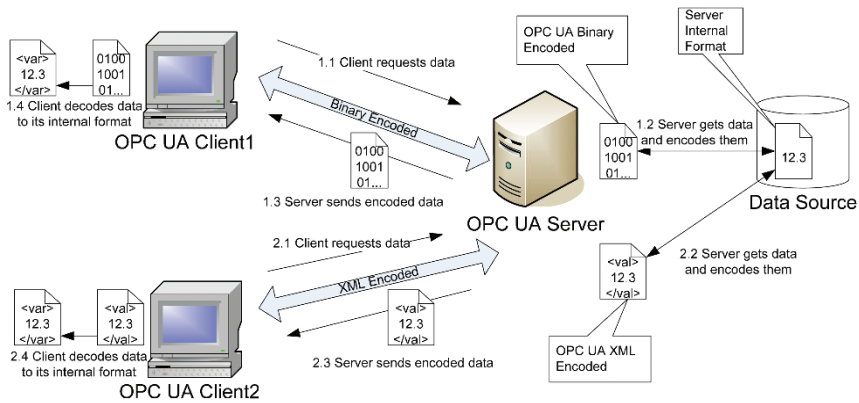 <var>
12.3
</var>
0100
1001
01...
1.4 Client decodes data
to its internal format
OPC UA Client1
1.1 Client requests data
Binary Encoded
0100
1001
01...
1.3 Server sends encoded data
OPC UA Binary
Encoded
Server
Internal
Format
0100
1001
01...
1.2 Server gets data
and encodes them
12.3
Data Source
OPC UA Server
2.1 Client requests data
XML Encoded
<val>
12.3
</val>
2.3 Server sends encoded data
2.2 Server gets data
and encodes them
<val>
12.3
</al>
OPC UA XML
Encoded
<var>
12.3
</var>
<val>
12.3
</val>
2.4 Client decodes data
to its internal format
OPC UA Client2